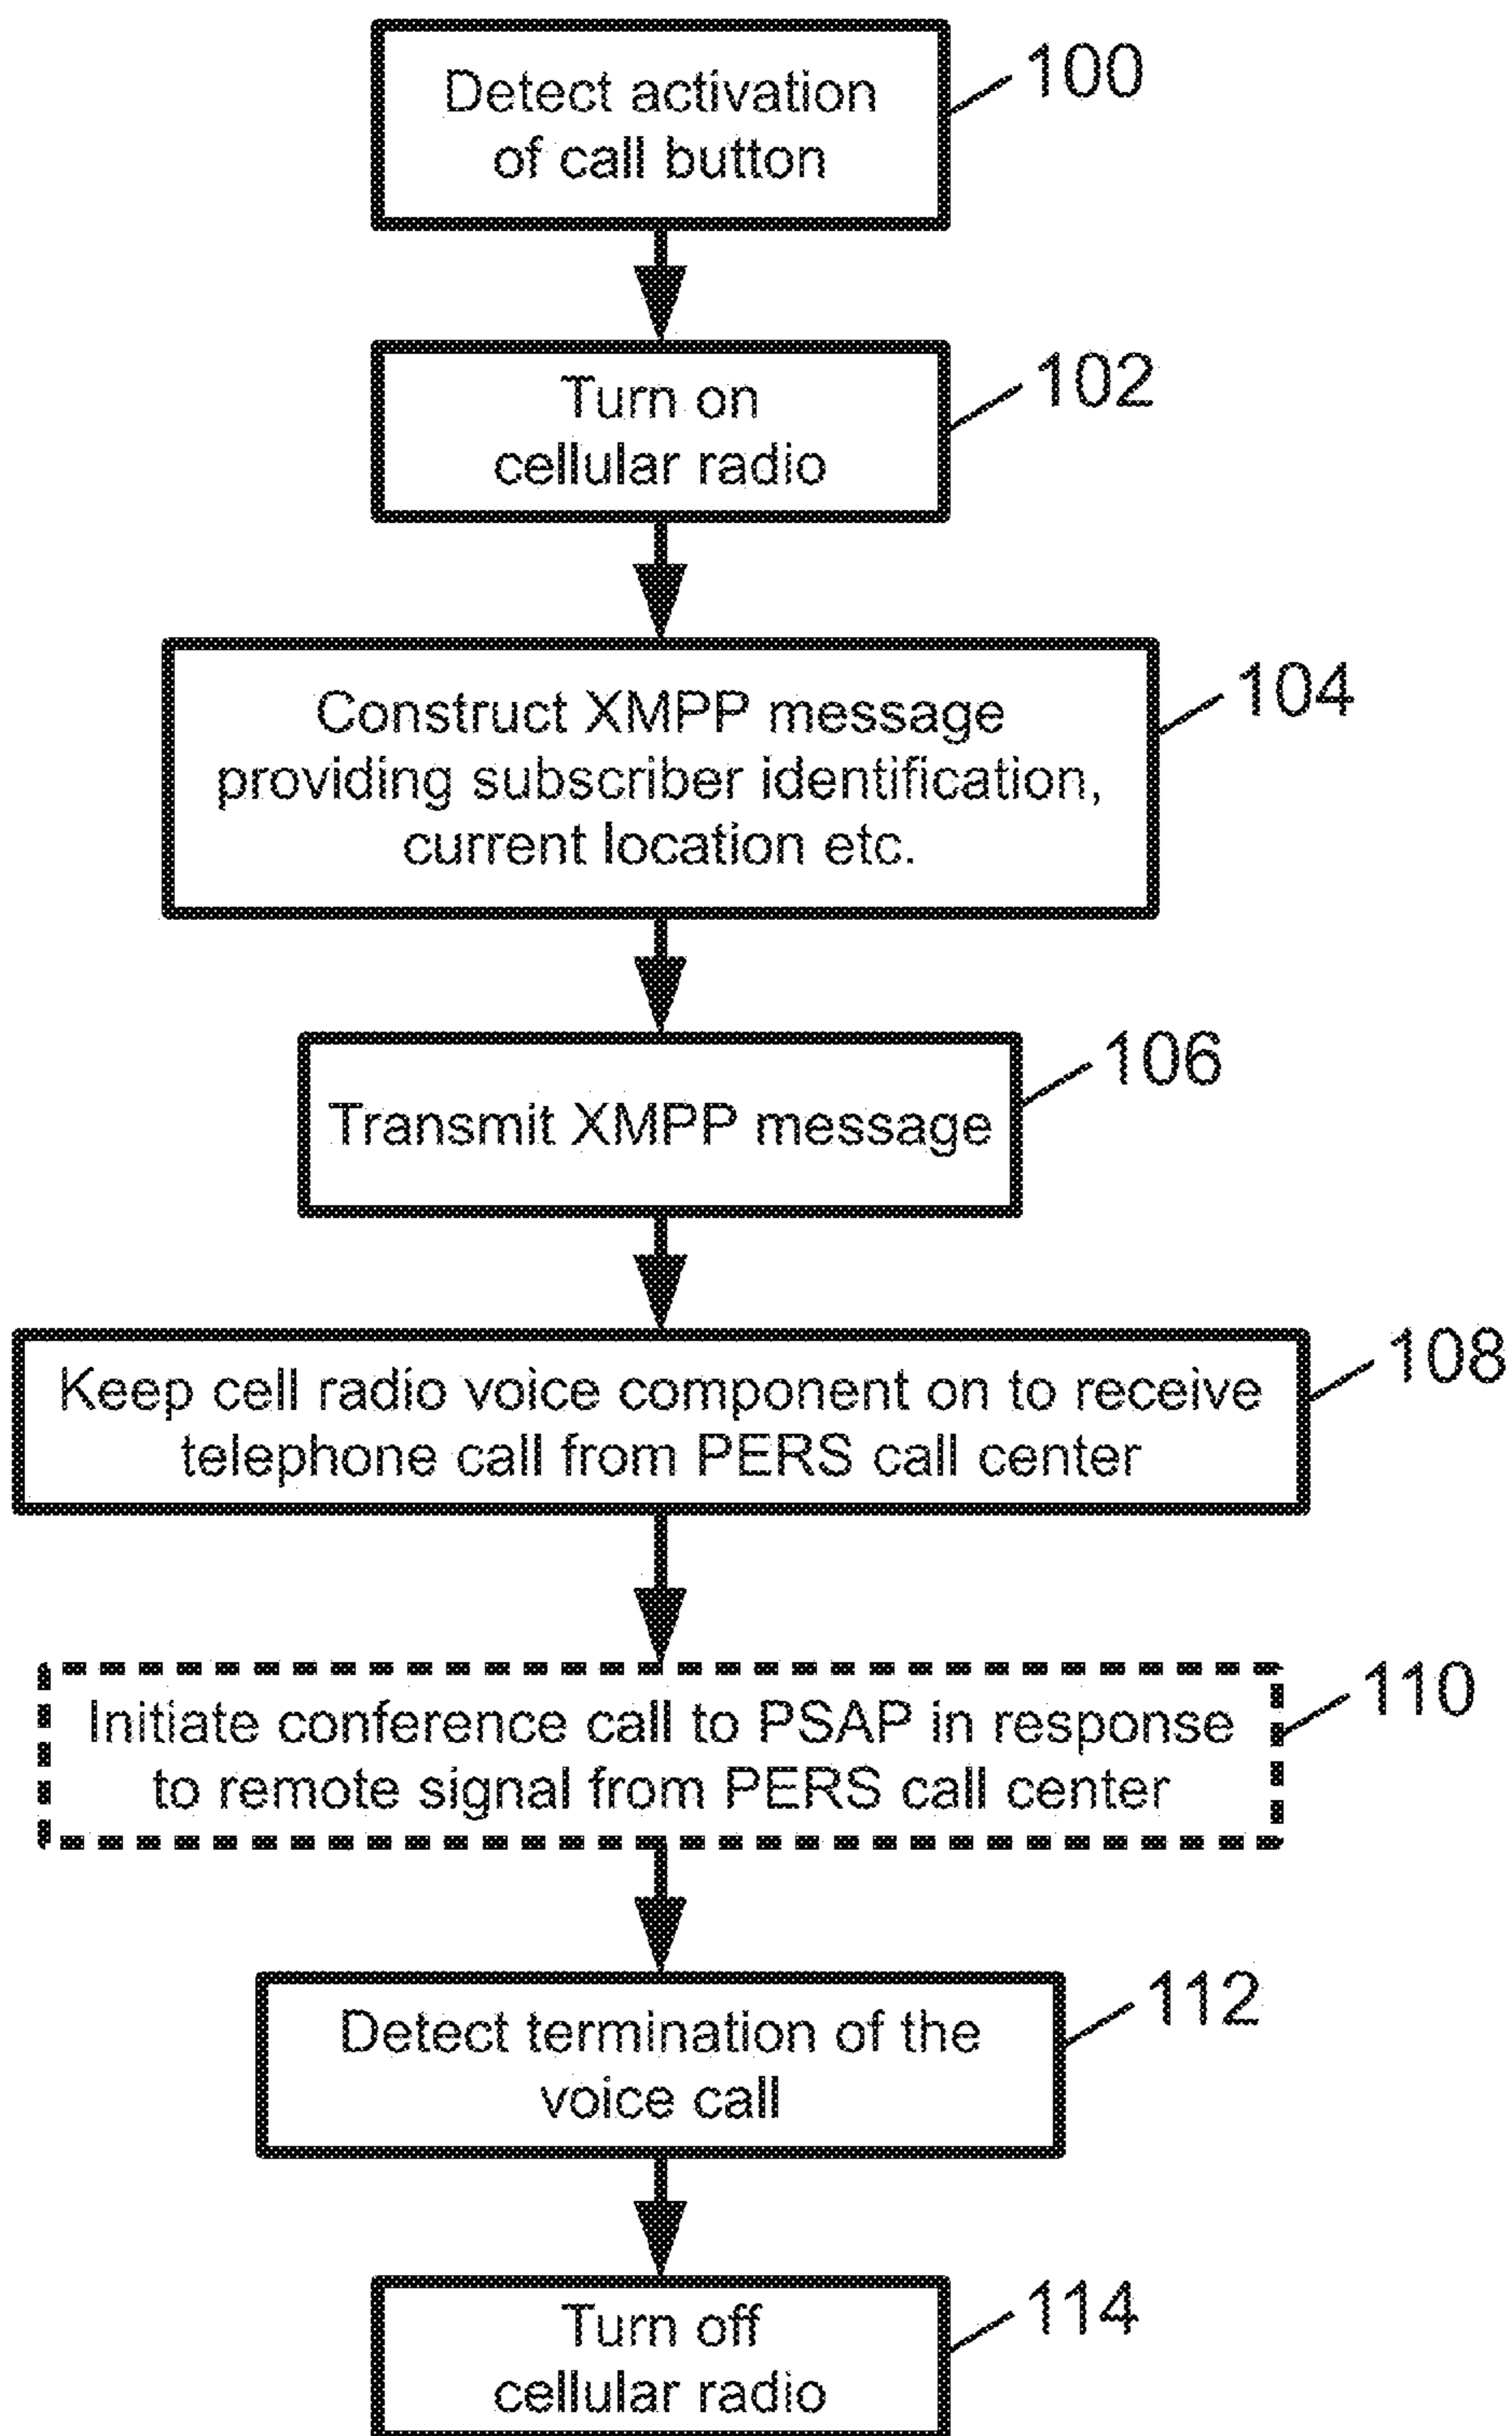 Detect activation
of call button
100
Turn on
cellular radio
102
Construct XMPP message
providing subscriber identification,
current location etc.
104
Transmit XMPP message
106
Keep cell radio voice component on to receive
telephone call from PERS call center
108
Initiate conference call to PSAP in response
to remote signal from PERS call center
110
Detect termination of the
voice call
112
Turn off
cellular radio
114